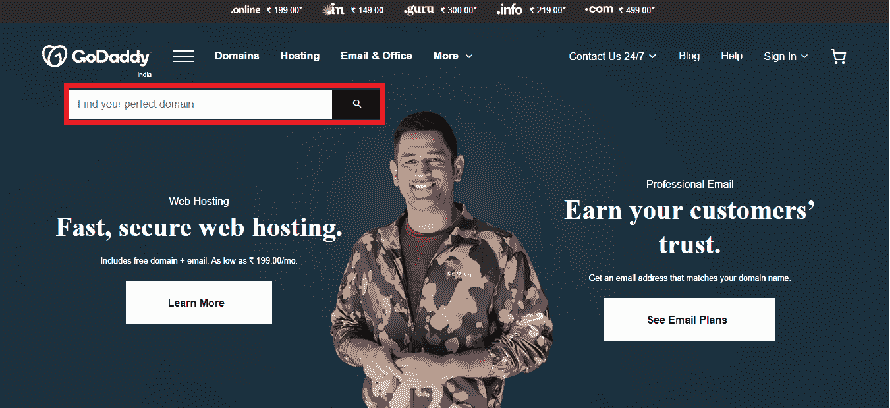 .online ₹ 199.00* .in ₹ 149.00 .guru ₹ 300.00* .info ₹ 219.00* .com ₹ 499.00*
GoDaddy Domains Hosting Email & Office More Contact Us 24/7 Blog Help Sign In
India
Find your perfect domain
Professional Email
Web Hosting
Earn your customers'
Fast, secure web hosting.
trust.
Includes free domain + email. As low as ₹ 199.00/mo.
Get an email address that matches your domain name.
Learn More
See Email Plans